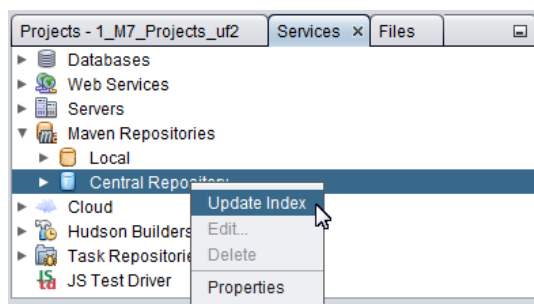 Projects - 1_M7_Projects_uf2 Services × Files
Databases
Web Services
Servers
Maven Repositories
Local
Central Repository
Update Index
Cloud
Hudson Builders
Edit...
Task Repositorie
Delete
JS Test Driver
Properties